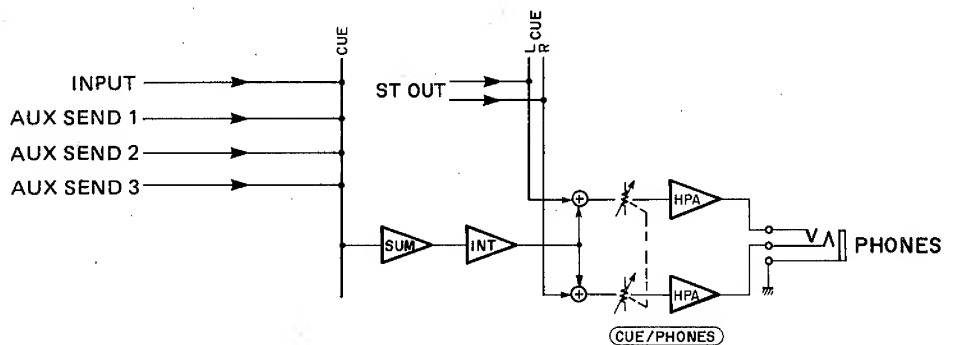 CUE
L CUE
R
INPUT
ST OUT
AUX SEND 1
AUX SEND 2
AUX SEND 3
HPA
SUM
INT
PHONES
HPA
CUE/PHONES